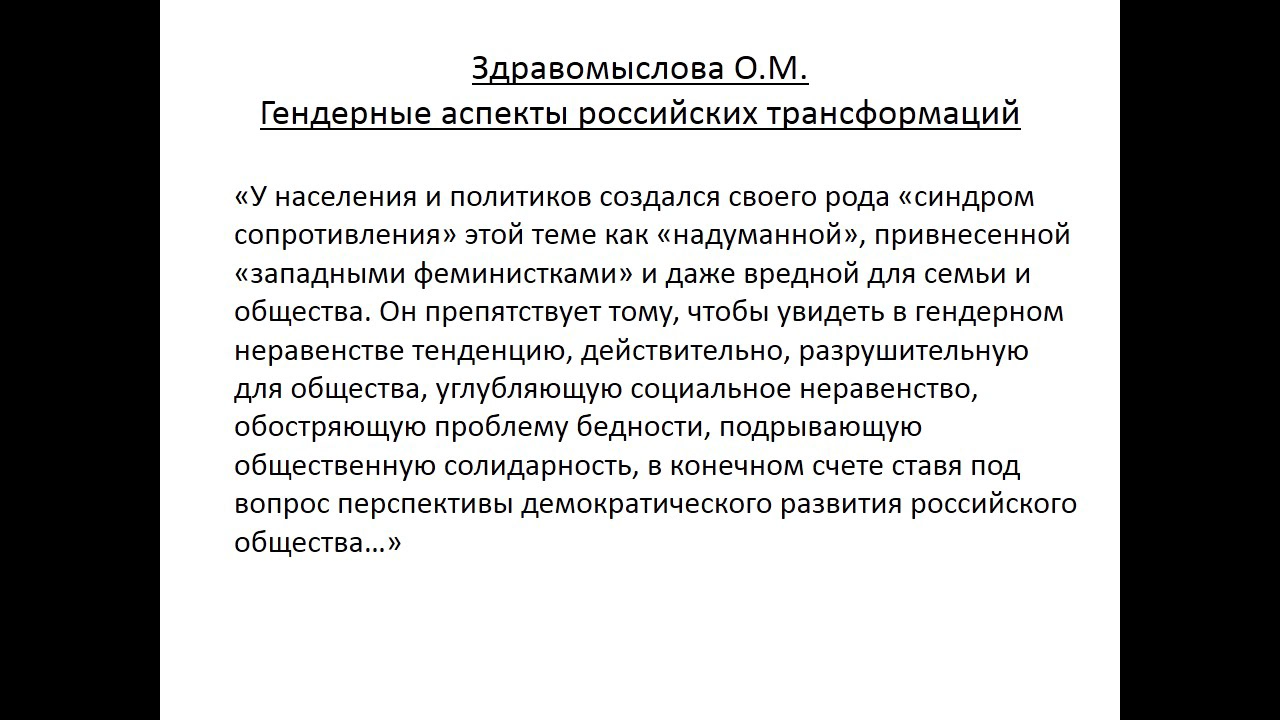 Здравомыслова О.М.
Гендерные аспекты российских трансформаций
«У населения и политиков создался своего рода «синдром
сопротивления» этой теме как «надуманной», привнесенной
«западными феминистками» и даже вредной для семьи и
общества. Он препятствует тому, чтобы увидеть в гендерном
неравенстве тенденцию, действительно, разрушительную
для общества, углубляющую социальное неравенство,
обостряющую проблему бедности, подрывающую
общественную солидарность, в конечном счете ставя под
вопрос перспективы демократического развития российского
общества…»